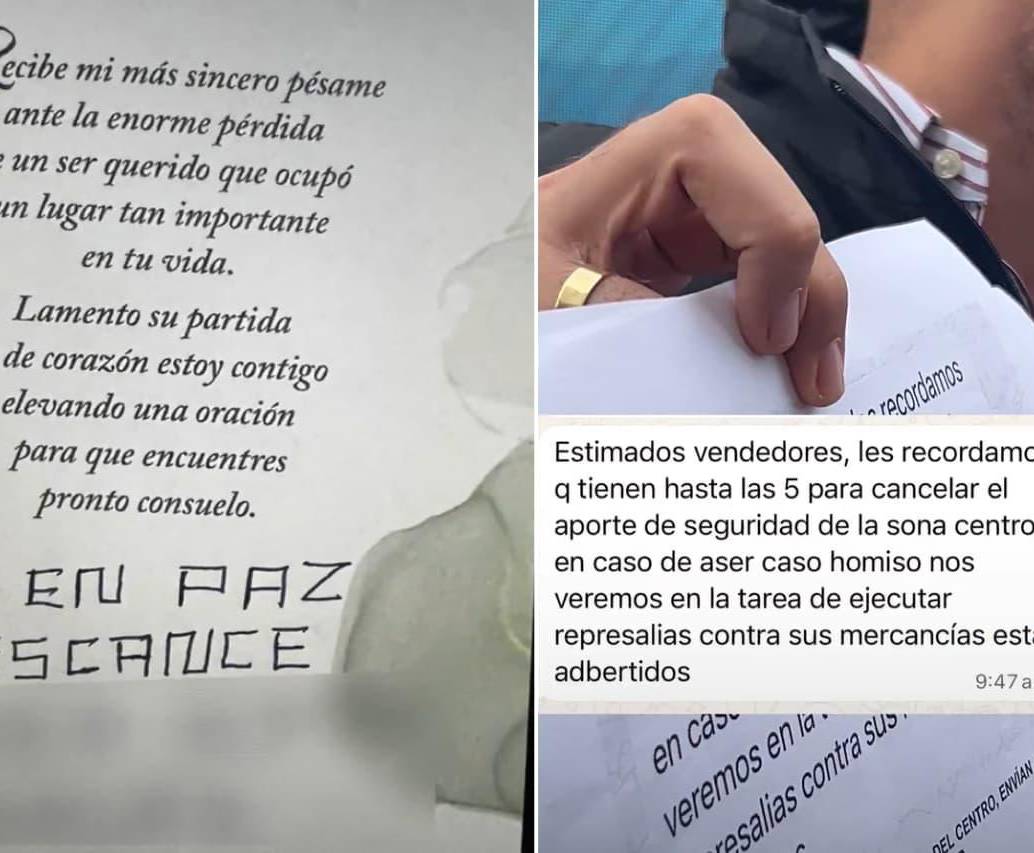 ecibe mi más sincero pésame
ante la enorme pérdida
un ser querido que ocupó
un lugar tan importante
en tu vida.
Lamento su partida
de corazón estoy contigo
elevando una oración
para que encuentres
pronto consuelo.
EN PAZ
SCANCE
recordamos
Estimados vendedores, les recordamo
q tienen hasta las 5 para cancelar el
aporte de seguridad de la sona centro
en caso de aser caso homiso nos
veremos en la tarea de ejecutar
represalias contra sus mercancías est
adbertidos
9:47 a
en cas
veremos en la
resalias contra sus
DEL CENTRO, ENVÍAN